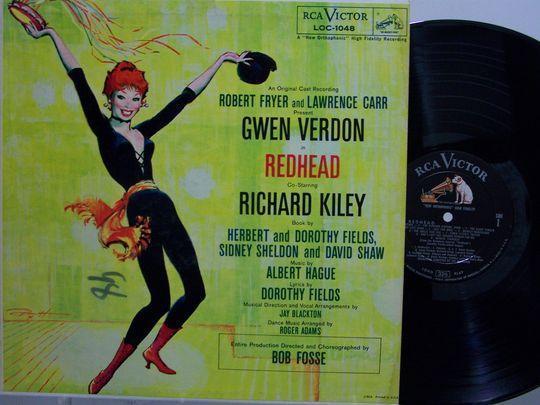 RCA VICTOR
LOC-1048
A "New Orthophonic" High Fidelity Recording
An Original Cast Recording
ROBERT FRYER and LAWRENCE CARR
Present
GWEN VERDON
in
REDHEAD
Co-Starring
RICHARD KILEY
Book by
HERBERT and DOROTHY FIELDS,
SIDNEY SHELDON and DAVID SHAW
Music by
ALBERT HAGUE
Lyrics by
DOROTHY FIELDS
Musical Direction and Vocal Arrangements by
JAY BLACKTON
Dance Music Arranged by
ROGER ADAMS
Entire Production Directed and Choreographed by
BOB FOSSE
RCA VICTOR
REDHEAD